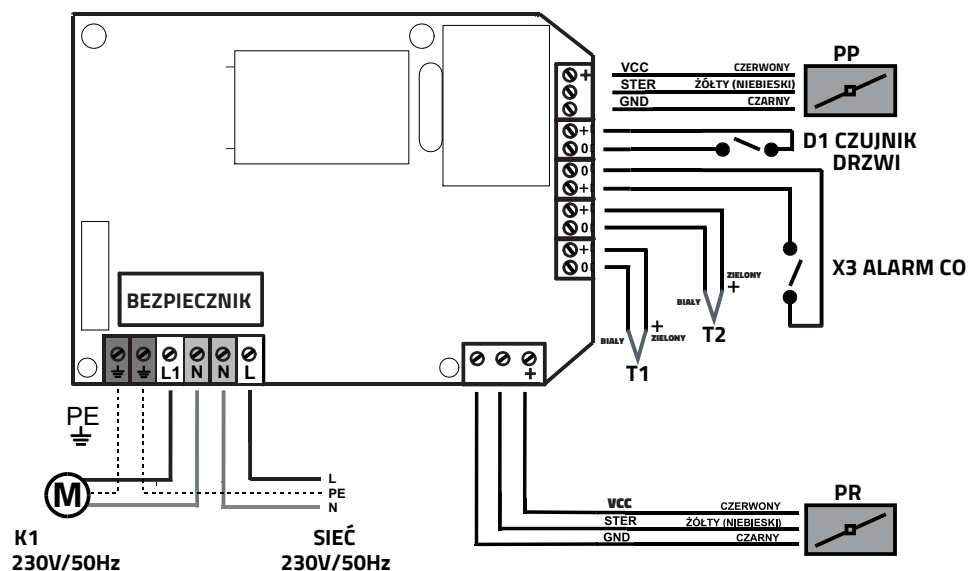 PP
VCC CZERWONY
STER ŻÓŁTY (NIEBIESKI)
GND CZARNY
+
+
0
D1 CZUJNIK
DRZWI
0
+
+
0
+
0
X3 ALARM CO
ZIELONY
+
BIAŁY
T2
+
BIAŁY ZIELONY
T1
BEZPIECZNIK
L1 N N L
+
PE
M
L
PE
N
K1
230V/50Hz
SIEĆ
230V/50Hz
PR
VCC CZERWONY
STER ŻÓŁTY (NIEBIESKI)
GND CZARNY